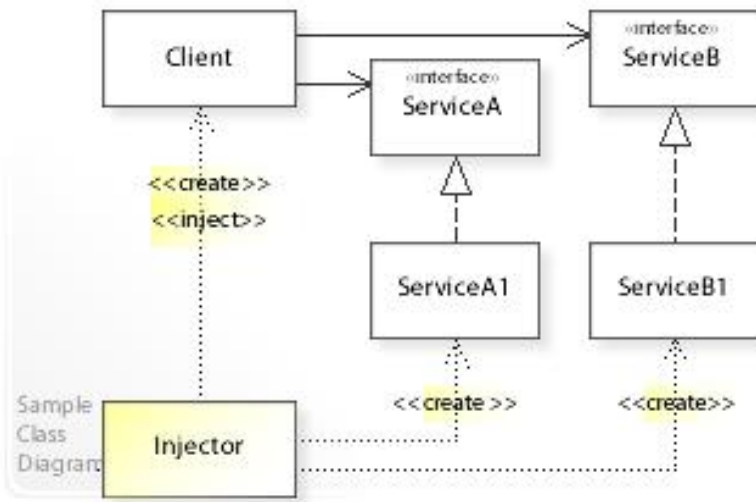 Client
«interface»
ServiceB
«interface»
ServiceA
<<create>>
<<inject>>
ServiceA1
ServiceB1
<<create >>
<<create>>
Sample
Class
Diagram
Injector